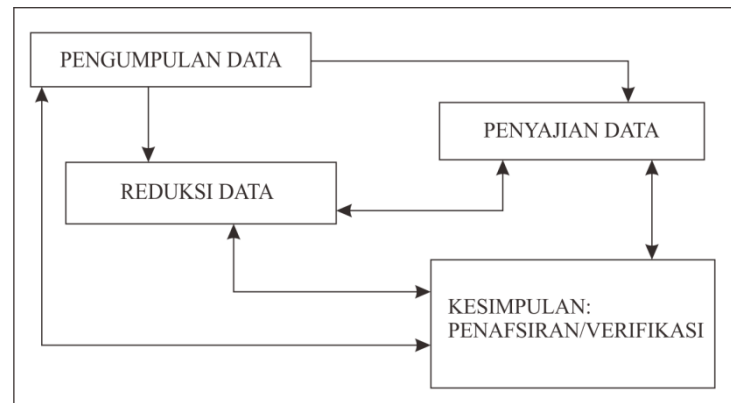 PENGUMPULAN DATA
PENYAJIAN DATA
REDUKSI DATA
KESIMPULAN:
PENAFSIRAN/VERIFIKASI